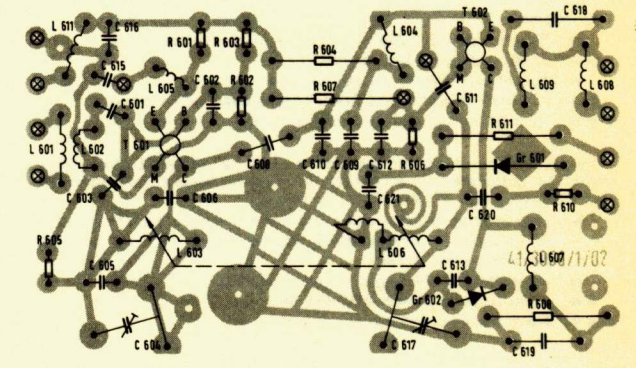 L 611
C 616
C 615
R 601
R 603
L 605
C 602
R 602
C 601
E
B
T 601
M
C
L 601
L 602
C 603
C 606
C 608
R 604
R 607
C 610
C 609
C 612
R 606
L 604
T 602
B
E
M
C
C 611
C 618
L 609
L 608
R 611
Gr 601
C 621
C 620
R 610
R 605
L 603
L 606
C 605
C 604
C 617
C 613
Gr 602
L 607
R 608
C 619